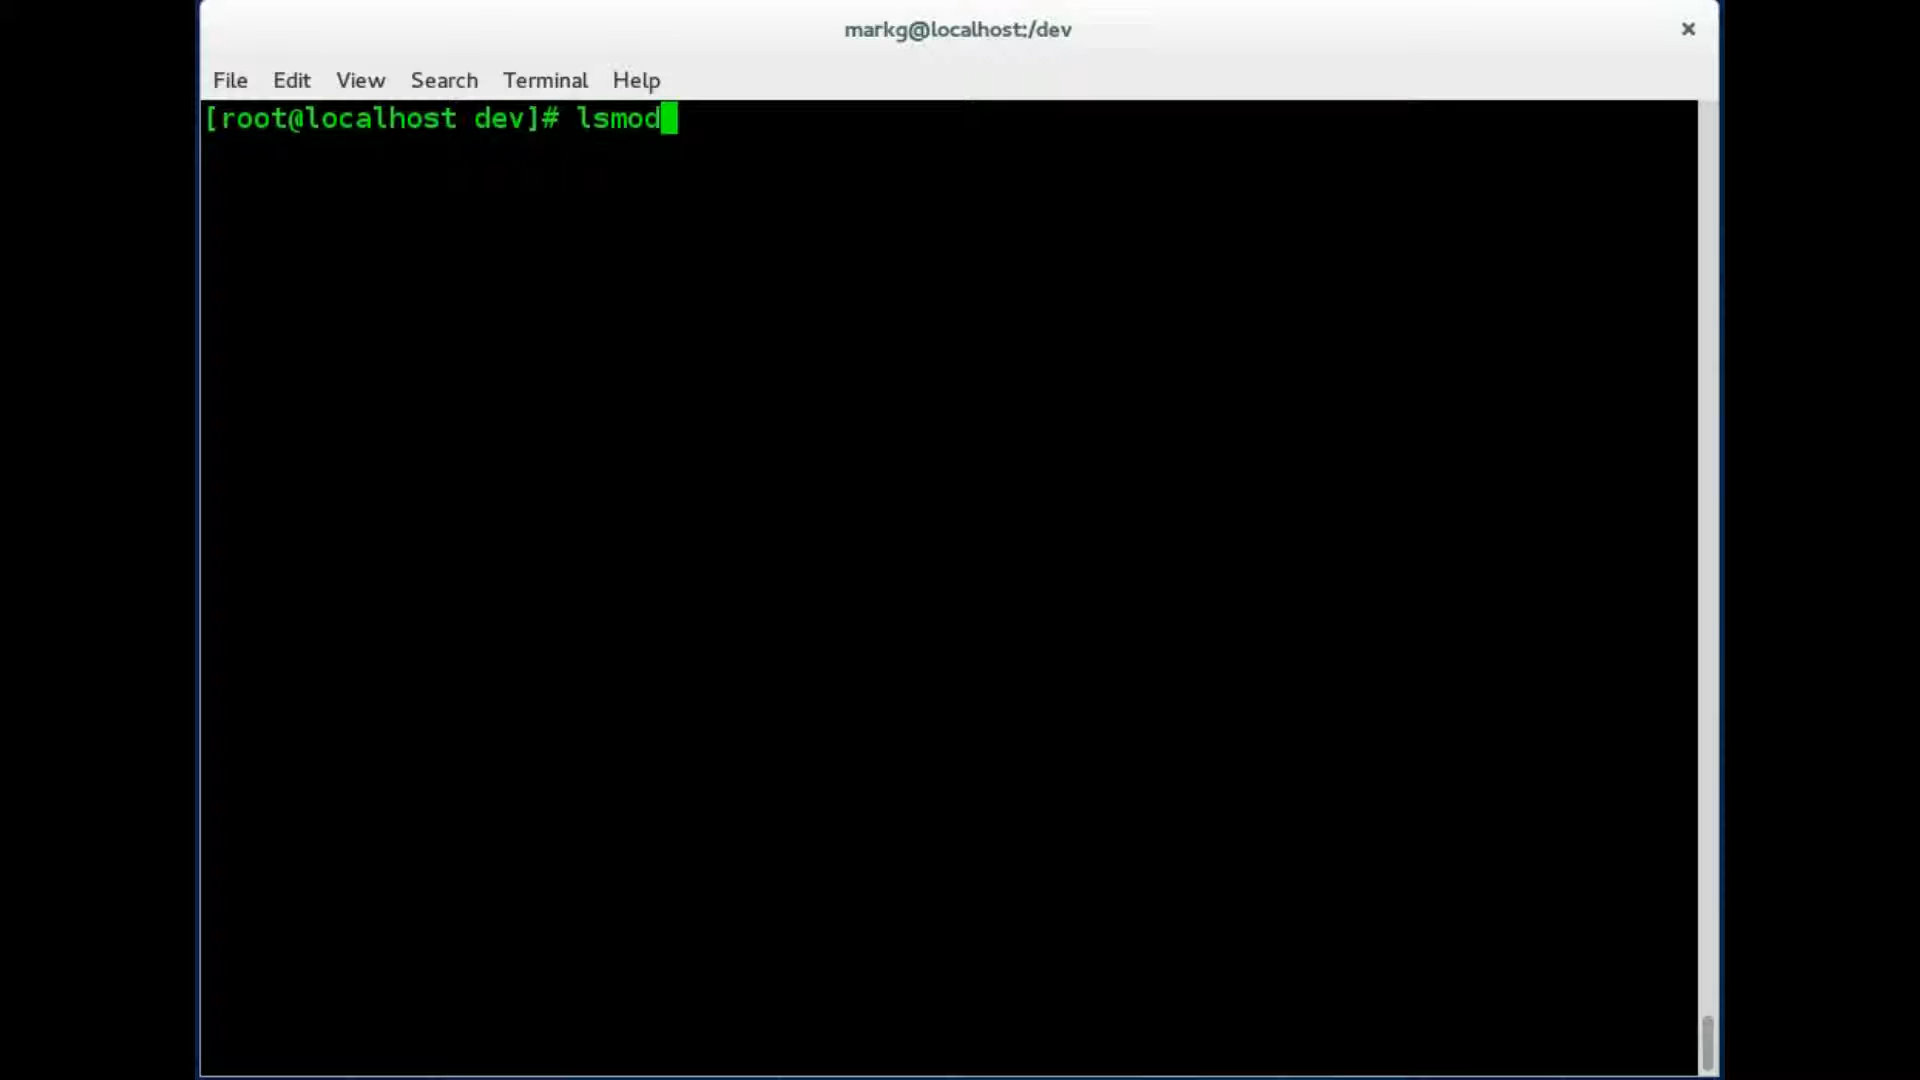 markg@localhost:/dev
×
File Edit View Search Terminal Help
[root@localhost dev]# lsmod